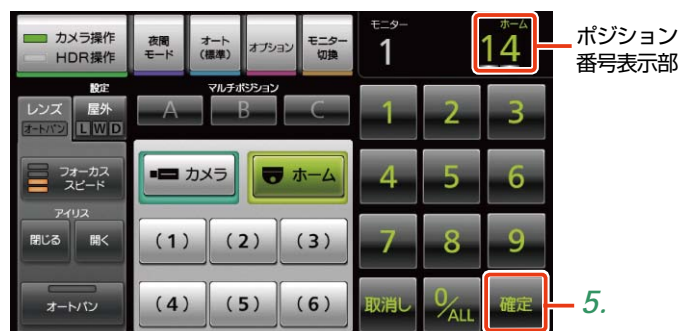 カメラ操作
HDR操作
夜間
モード
オート
(標準)
オプション
モニター
切換
モニター
1
ホーム
14
ポジション
番号表示部
設定
レンズ
オートパン
屋外
L W D
マルチポジション
A B C
1 2 3
フォーカス
スピード
カメラ ホーム
4 5 6
アイリス
閉じる 開く
(1) (2) (3)
7 8 9
オートパン
(4) (5) (6)
取消し 0/ALL 確定
5.